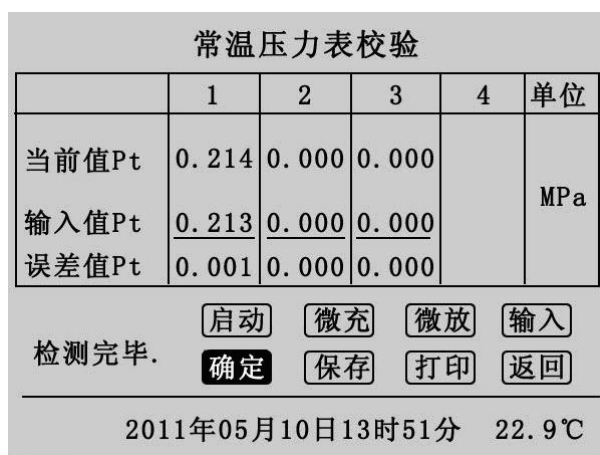 常温压力表校验
1 2 3 4 单位
当前值Pt 0.214 0.000 0.000
MPa
输入值Pt 0.213 0.000 0.000
误差值Pt 0.001 0.000 0.000
启动 微充 微放 输入
检测完毕.
确定 保存 打印 返回
2011年05月10日13时51分 22.9℃